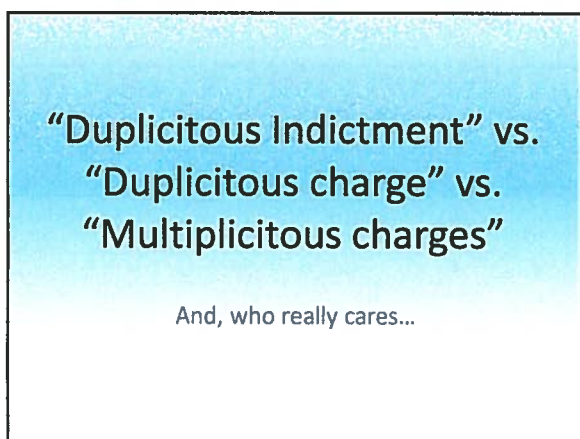 “Duplicitous Indictment” vs.
“Duplicitous charge” vs.
“Multiplicitous charges”
And, who really cares...